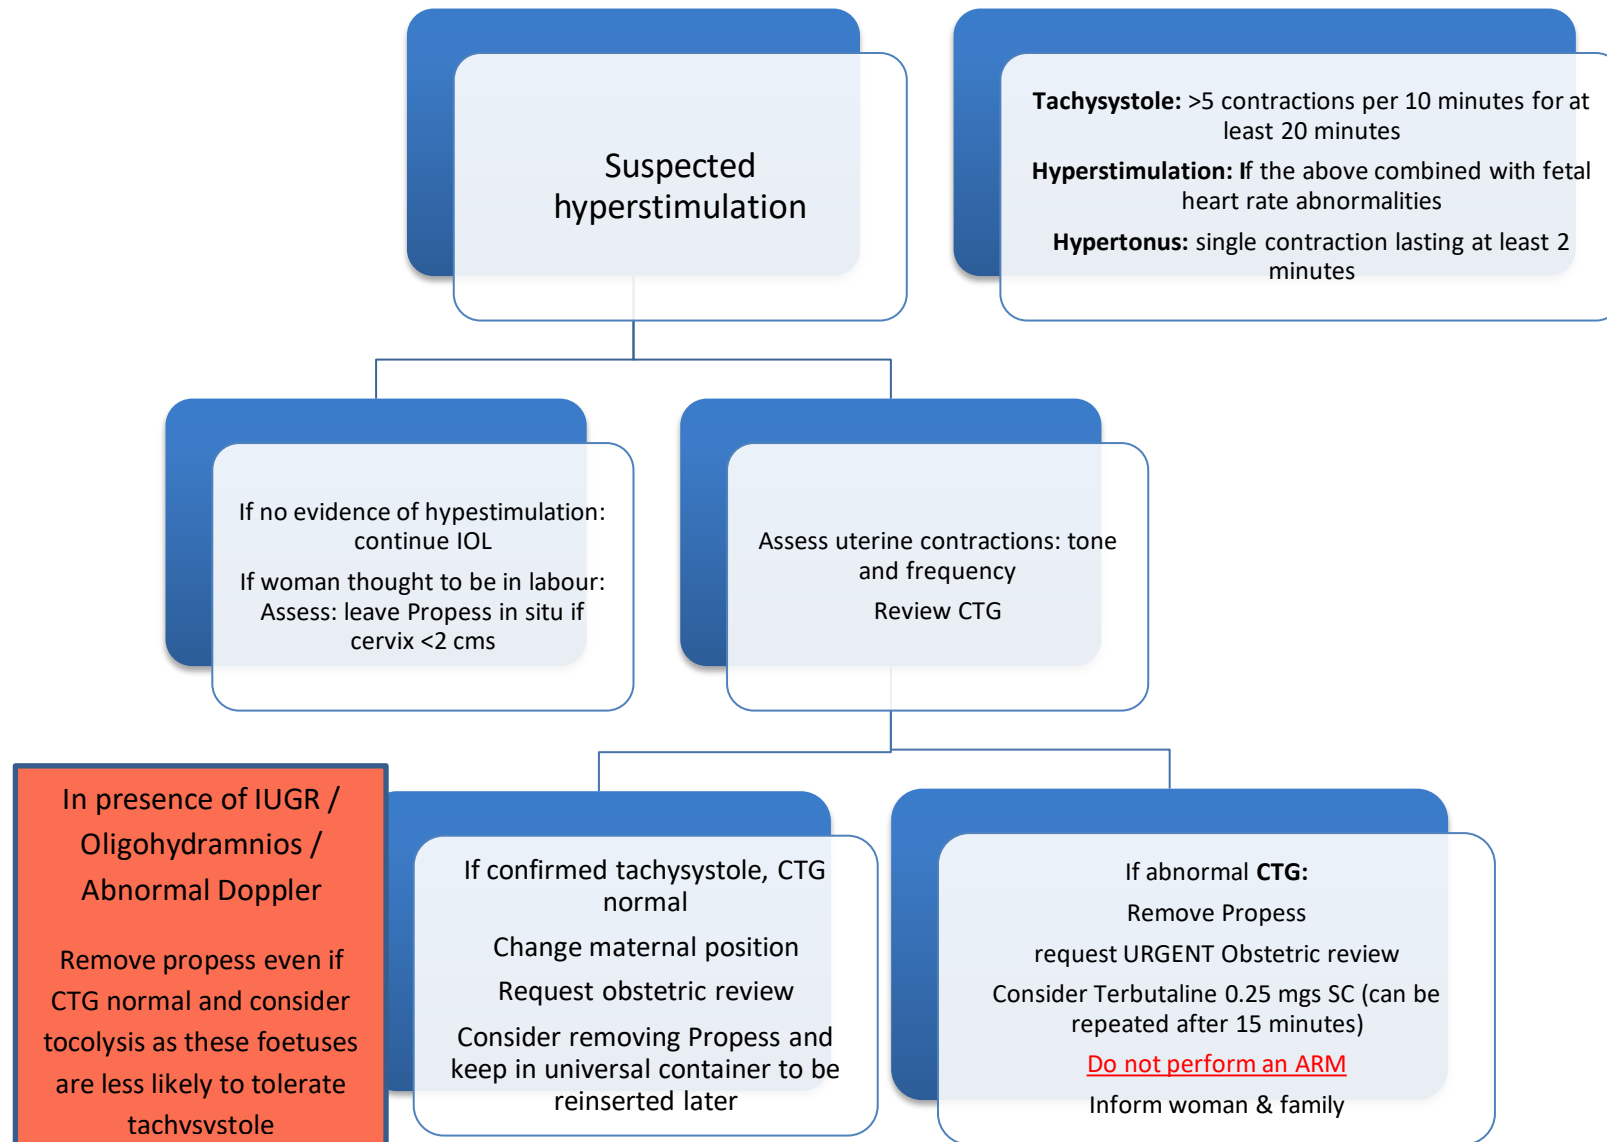 Suspected
hyperstimulation
Tachysystole: >5 contractions per 10 minutes for at
least 20 minutes
Hyperstimulation: If the above combined with fetal
heart rate abnormalities
Hypertonus: single contraction lasting at least 2
minutes
If no evidence of hypestimulation:
continue IOL
If woman thought to be in labour:
Assess: leave Propess in situ if
cervix <2 cms
Assess uterine contractions: tone
and frequency
Review CTG
In presence of IUGR /
Oligohydramnios /
Abnormal Doppler
Remove propess even if
CTG normal and consider
tocolysis as these foetuses
are less likely to tolerate
tachysystole
If confirmed tachysystole, CTG
normal
Change maternal position
Request obstetric review
Consider removing Propess and
keep in universal container to be
reinserted later
If abnormal CTG:
Remove Propess
request URGENT Obstetric review
Consider Terbutaline 0.25 mgs SC (can be
repeated after 15 minutes)
Do not perform an ARM
Inform woman & family